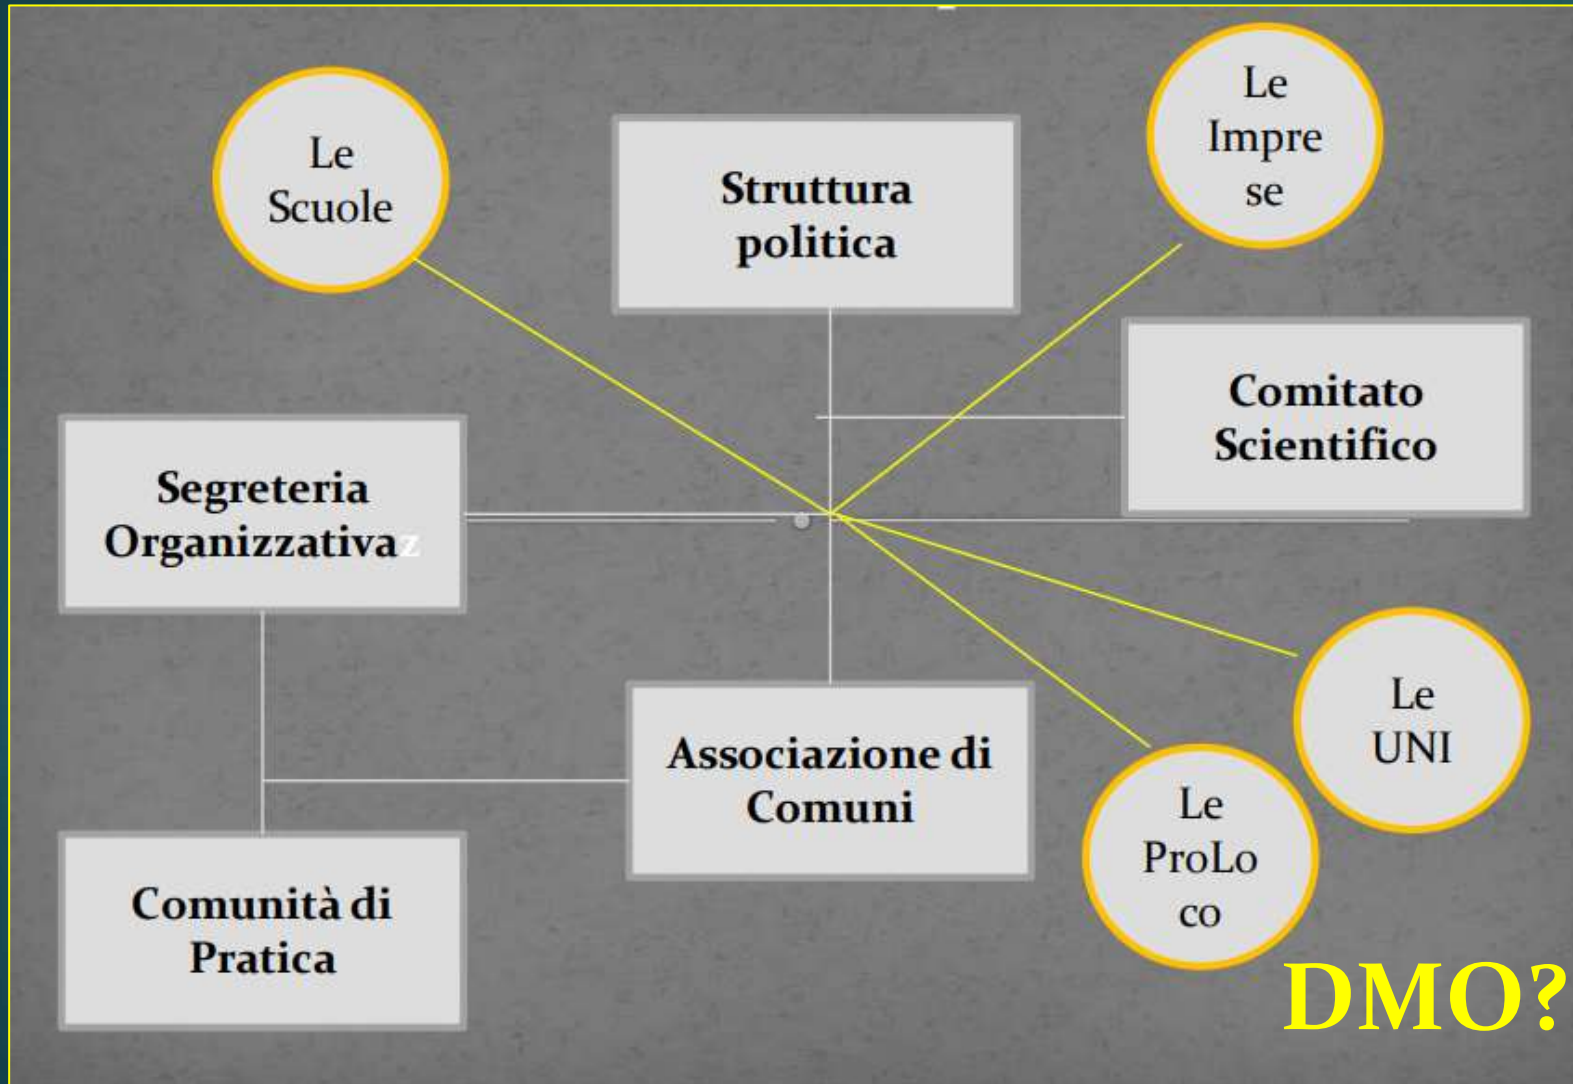 Le
Scuole
Struttura
politica
Le
Impre
se
Comitato
Scientifico
Segreteria
Organizzativaz
Associazione di
Comuni
Le
UNI
Le
ProLo
co
Comunità di
Pratica
DMO?